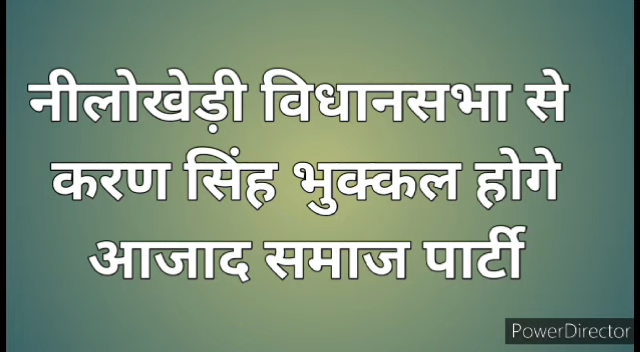 नीलोखेड़ी विधानसभा से
करण सिंह भुक्कल होगे
आजाद समाज पार्टी
PowerDirector